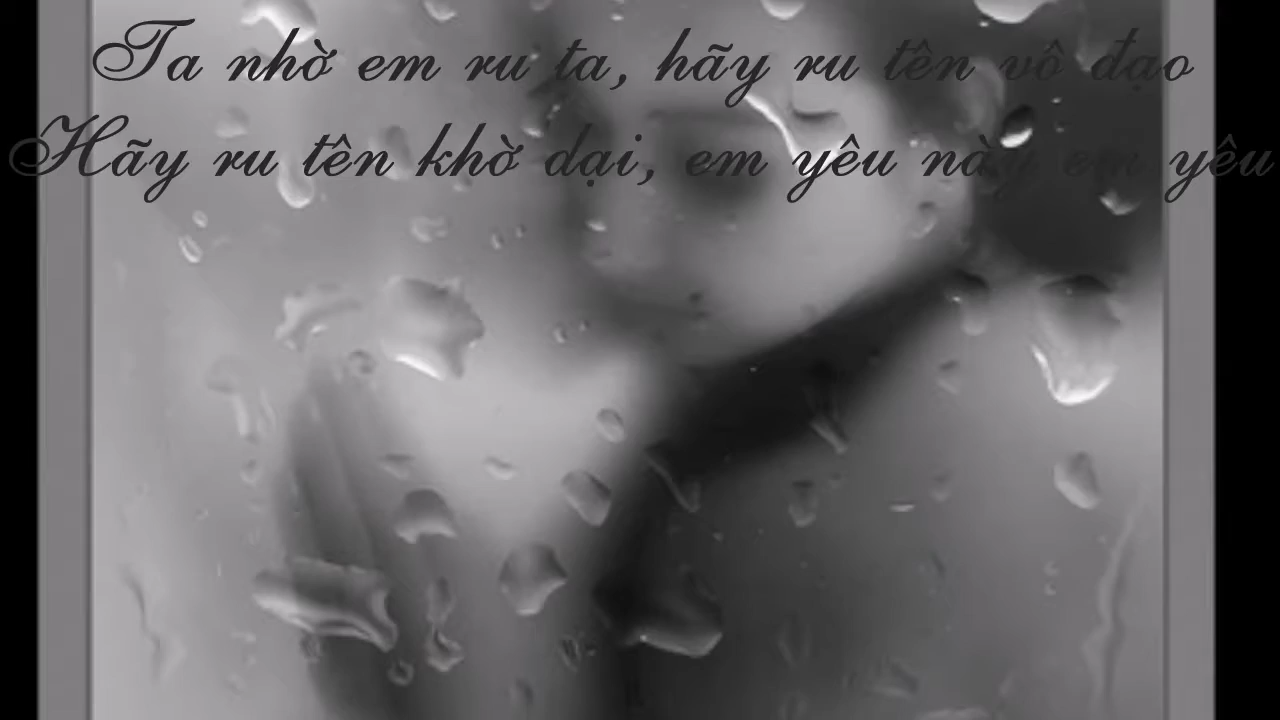 Ta nhờ em ru ta, hãy ru tên vô đạo
Hãy ru tên khờ dại, em yêu này em yêu